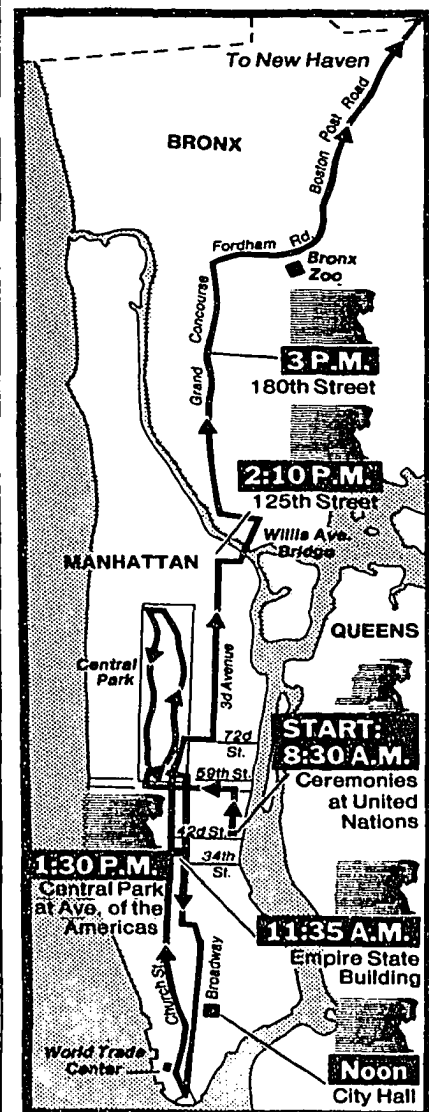 To New Haven
BRONX
Boston Post Road
Fordham Rd.
Bronx
Zoo
Grand Concourse
3 P.M.
180th Street
2:10 P.M.
125th Street
Willis Ave.
Bridge
MANHATTAN
QUEENS
Central
Park
3d Avenue
72d
St.
START:
8:30 A.M.
Ceremonies
at United
Nations
59th St.
42d St.
34th
St.
1:30 P.M.
Central Park
at Ave. of the
Americas
11:35 A.M.
Empire State
Building
Church St.
Broadway
World Trade
Center
Noon
City Hall